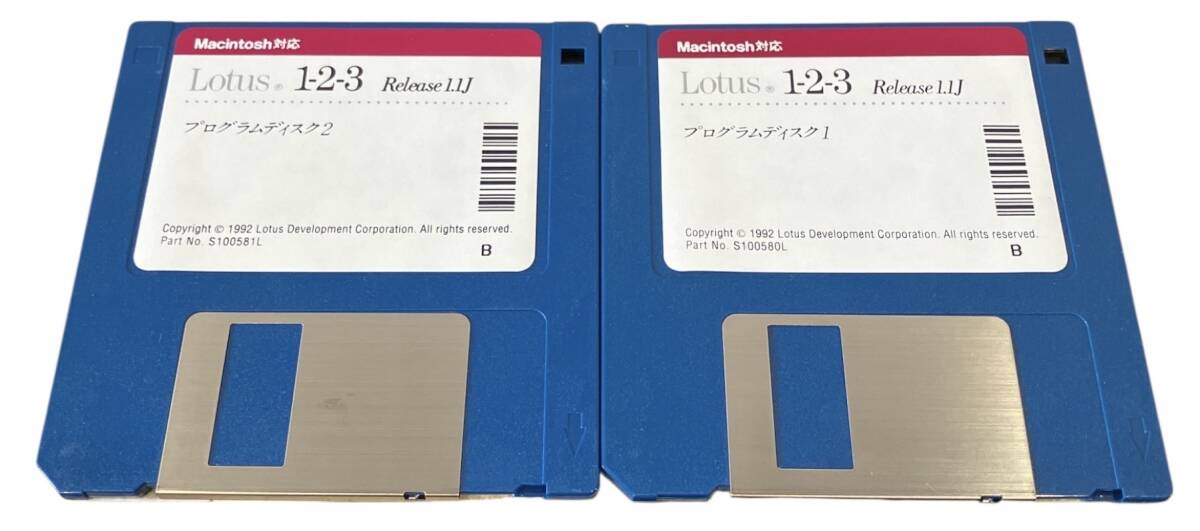 Macintosh対応
Lotus® 1-2-3 Release 1.1J
プログラムディスク2
Copyright © 1992 Lotus Development Corporation. All rights reserved.
Part No. S100581L
B
Macintosh対応
Lotus® 1-2-3 Release 1.1J
プログラムディスク1
Copyright © 1992 Lotus Development Corporation. All rights reserved.
Part No. S100580L
B